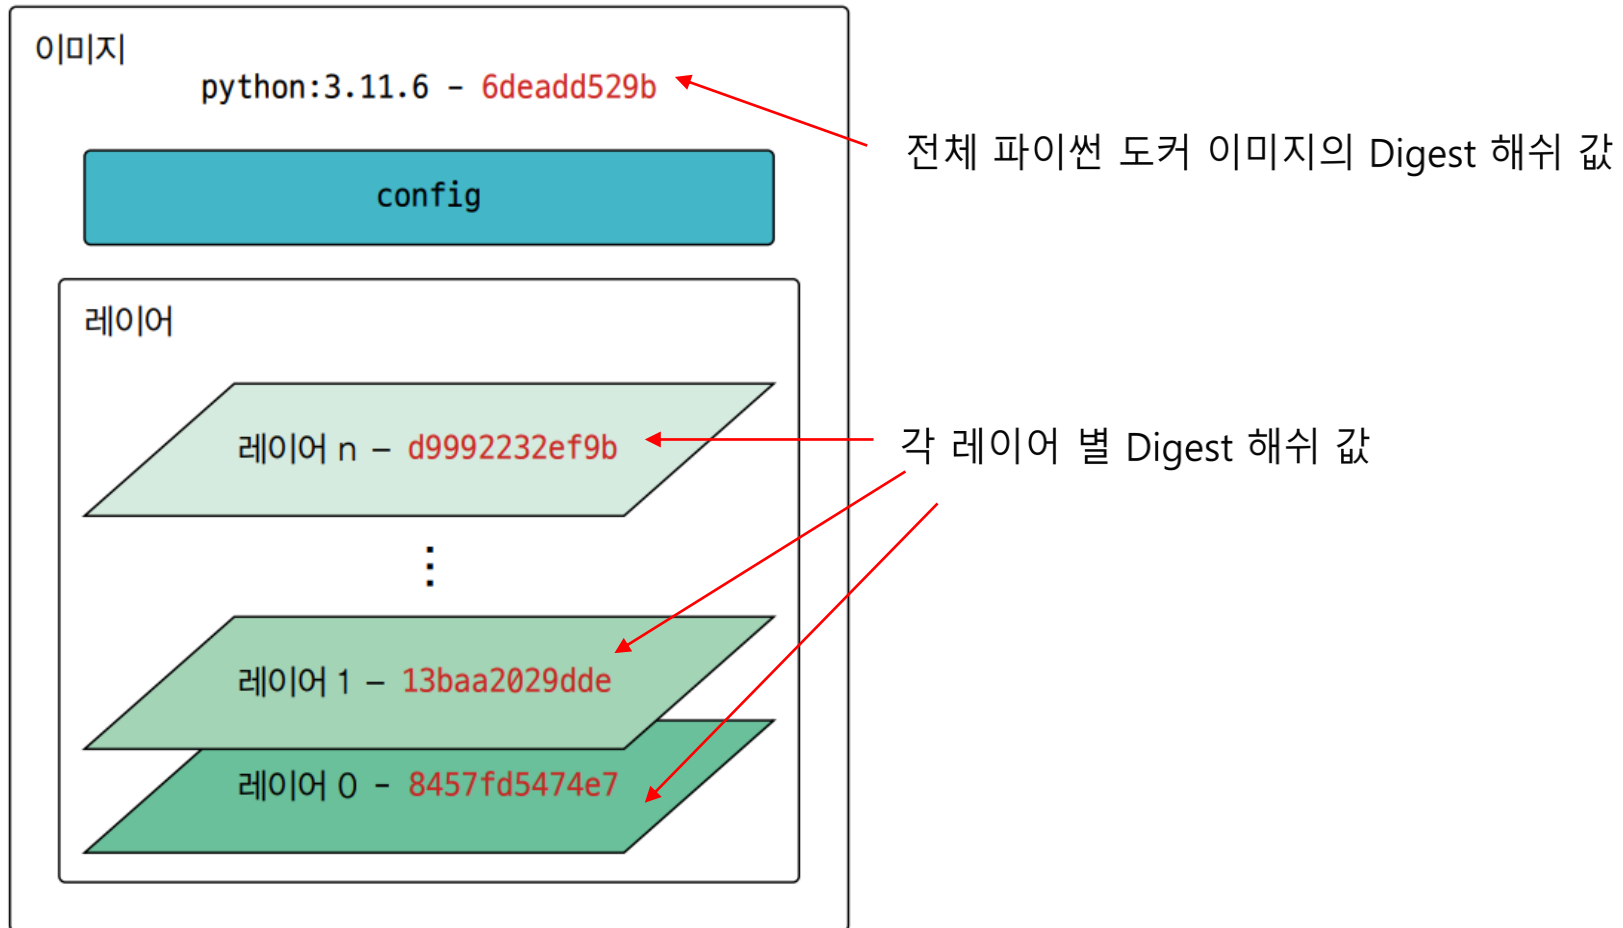 이미지
python:3.11.6 - 6deadd529b
전체 파이썬 도커 이미지의 Digest 해쉬 값
config
레이어
레이어 n – d9992232ef9b
각 레이어 별 Digest 해쉬 값
레이어 1 – 13baa2029dde
레이어 0 - 8457fd5474e7